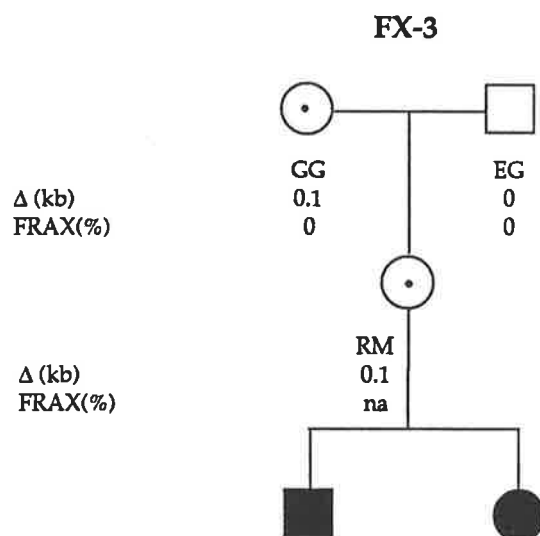 FX-3
GG EG
Δ (kb) 0.1 0
FRAX(%) 0 0
RM
Δ (kb) 0.1
FRAX(%) na